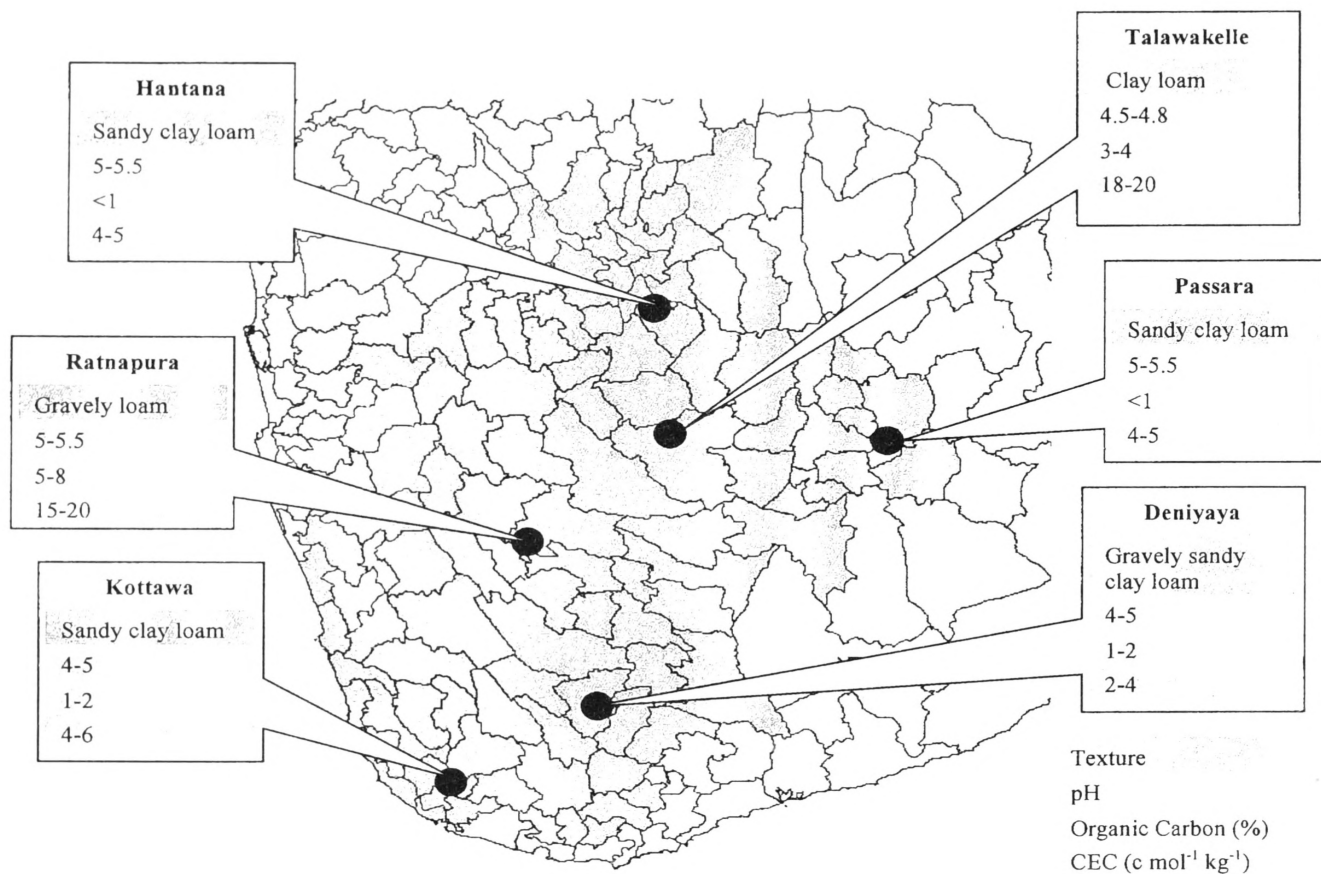 Hantana
Sandy clay loam
5-5.5
<1
4-5
Talawakelle
Clay loam
4.5-4.8
3-4
18-20
Ratnapura
Gravely loam
5-5.5
5-8
15-20
Passara
Sandy clay loam
5-5.5
<1
4-5
Kottawa
Sandy clay loam
4-5
1-2
4-6
Deniyaya
Gravely sandy
clay loam
4-5
1-2
2-4
Texture
pH
Organic Carbon (%)
CEC (c mol⁻¹ kg⁻¹)